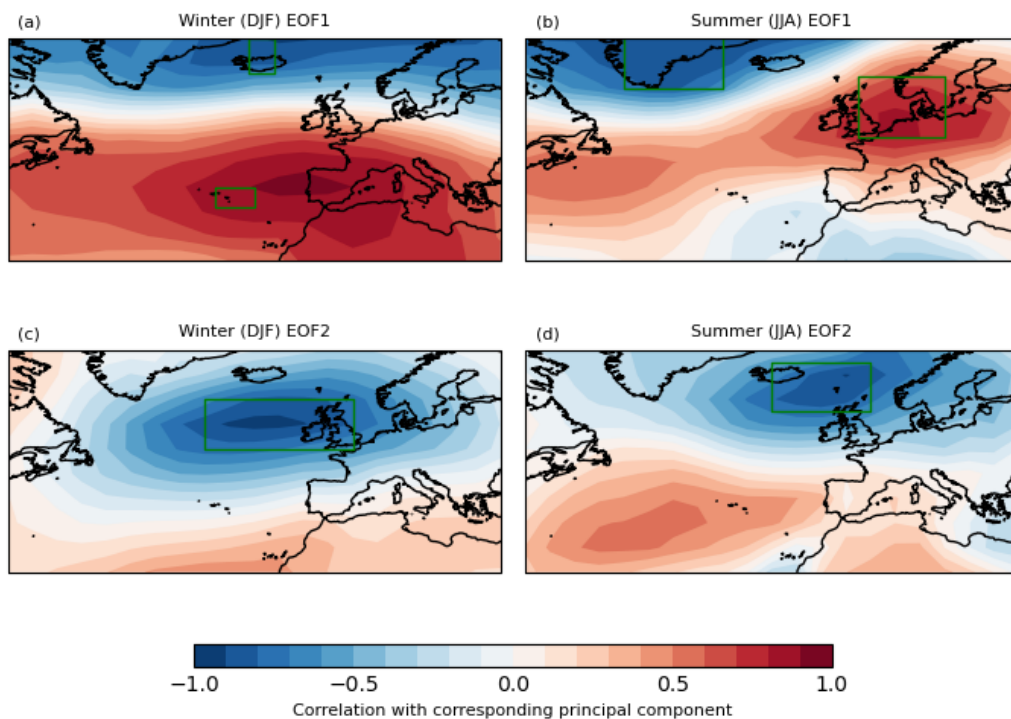 (a) Winter (DJF) EOF1
(b) Summer (JJA) EOF1
(c) Winter (DJF) EOF2
(d) Summer (JJA) EOF2
−1.0 −0.5 0.0 0.5 1.0
Correlation with corresponding principal component